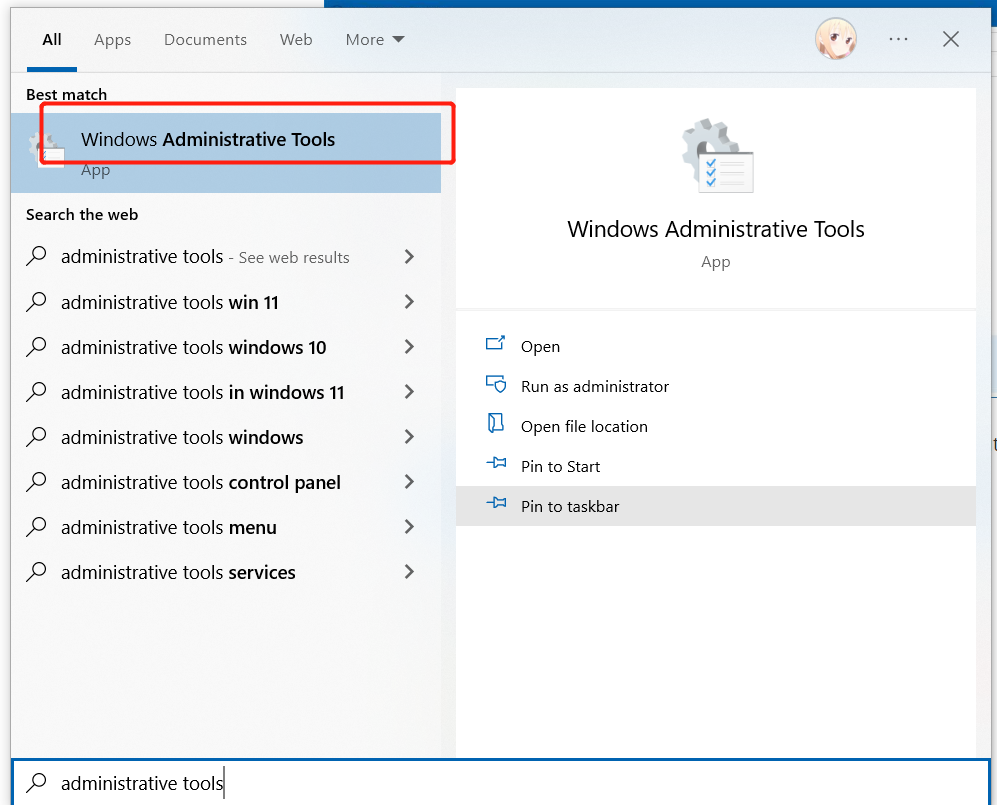 All Apps Documents Web More
Best match
Windows Administrative Tools
App
Search the web
administrative tools - See web results
administrative tools win 11
administrative tools windows 10
administrative tools in windows 11
administrative tools windows
administrative tools control panel
administrative tools menu
administrative tools services
Windows Administrative Tools
App
Open
Run as administrator
Open file location
Pin to Start
Pin to taskbar
administrative tools